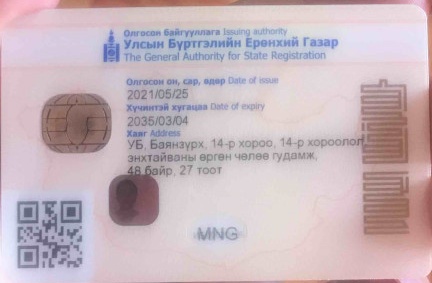 Олгосон байгууллага Issuing authority
Улсын Бүртгэлийн Ерөнхий Газар
The General Authority for State Registration
Олгосон он, сар, өдөр Date of issue
2021/05/25
Хүчинтэй хугацаа Date of expiry
2035/03/04
Хаяг Address
УБ, Баянзүрх, 14-р хороо, 14-р хороолол,
энхтайваны өргөн чөлөө гудамж,
48 байр, 27 тоот
MNG